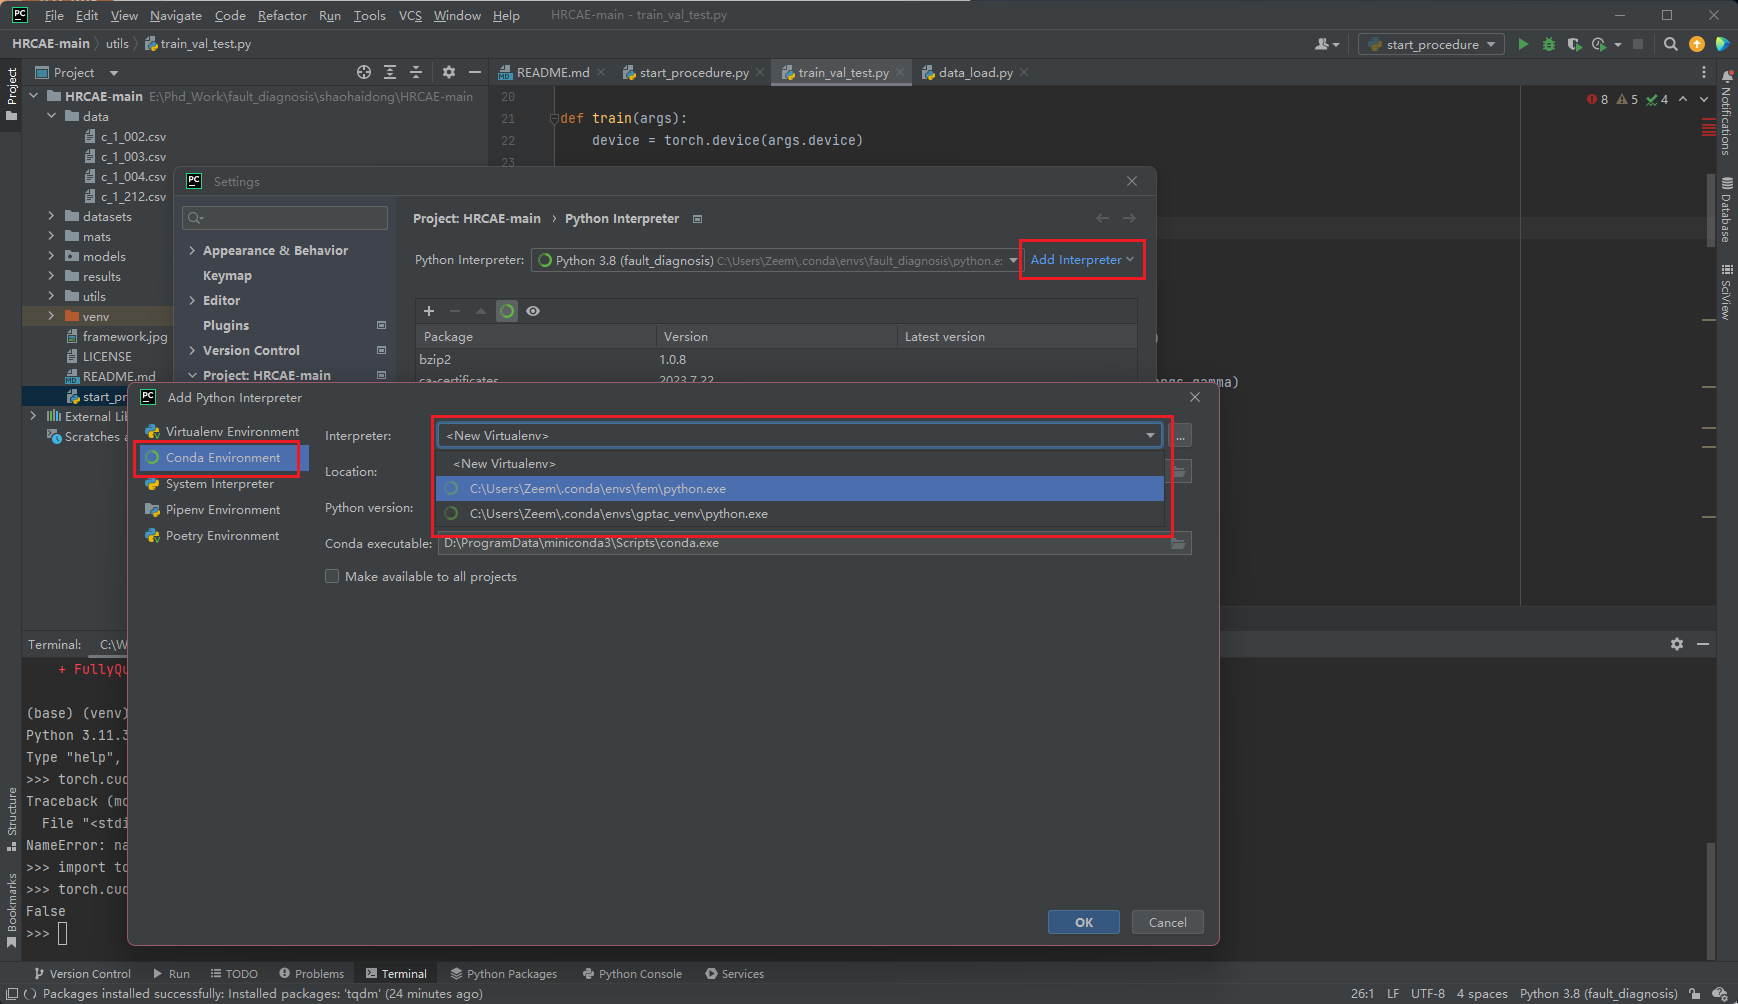 File Edit View Navigate Code Refactor Run Tools VCS Window Help HRCAE-main - train_val_test.py
HRCAE-main utils train_val_test.py start_procedure
Project README.md start_procedure.py train_val_test.py data_load.py
Project
HRCAE-main E:\Phd_Work\fault_diagnosis\shaohaidong\HRCAE-main
data
c_1_002.csv
c_1_003.csv
c_1_004.csv
c_1_212.csv
datasets
mats
models
results
utils
venv
framework.jpg
LICENSE
README.md
start_pr
External Lib
Scratches a
20
21 def train(args):
22 device = torch.device(args.device)
23
8 5 4
Notifications
Database
SciView
Settings
Project: HRCAE-main › Python Interpreter
Appearance & Behavior
Keymap
Editor
Plugins
Version Control
Project: HRCAE-main
Python Interpreter: Python 3.8 (fault_diagnosis) C:\Users\Zeem\.conda\envs\fault_diagnosis\python.e Add Interpreter
Package Version Latest version
bzip2 1.0.8
ca-certificates 2023.7.22
args.gamma)
Add Python Interpreter
Virtualenv Environment
Conda Environment
System Interpreter
Pipenv Environment
Poetry Environment
Interpreter: <New Virtualenv> ...
<New Virtualenv>
Location:
C:\Users\Zeem\.conda\envs\fem\python.exe
Python version:
C:\Users\Zeem\.conda\envs\gptac_venv\python.exe
Conda executable: D:\ProgramData\miniconda3\Scripts\conda.exe
Make available to all projects
OK Cancel
Terminal: C:\W
+ FullyQu
(base) (venv)
Python 3.11.3
Type "help",
>>> torch.cuc
Traceback (mo
File "<stdi
NameError: na
>>> import to
>>> torch.cuc
False
>>>
Structure
Bookmarks
Version Control Run TODO Problems Terminal Python Packages Python Console Services
Packages installed successfully: Installed packages: 'tqdm' (24 minutes ago) 26:1 LF UTF-8 4 spaces Python 3.8 (fault_diagnosis)